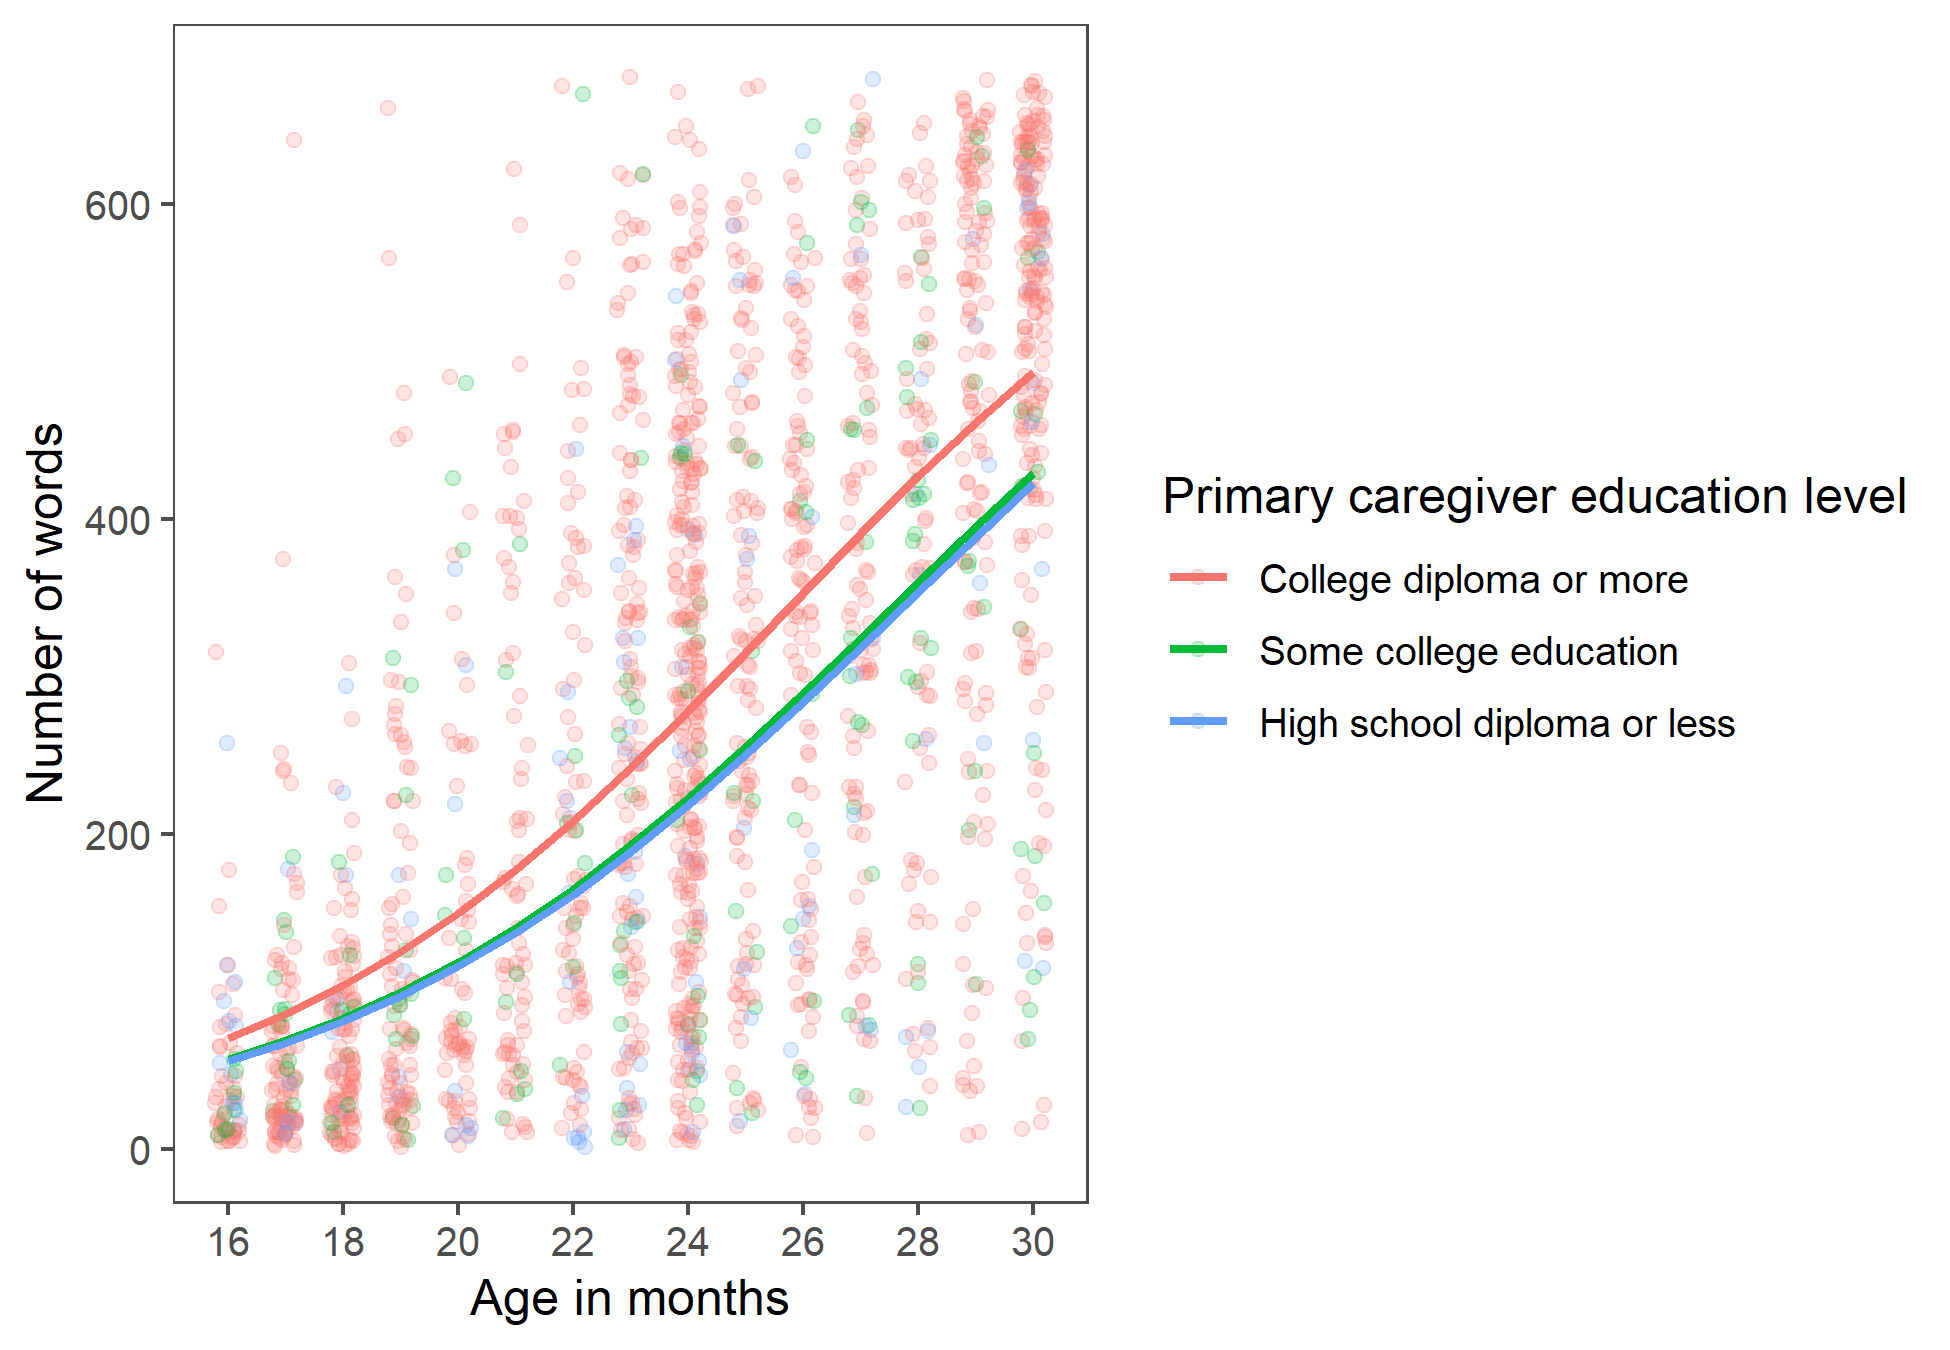 600
400
200
0
Number of words
16 18 20 22 24 26 28 30
Age in months
Primary caregiver education level
College diploma or more
Some college education
High school diploma or less